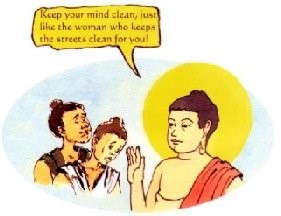 Keep your mind clean, just
like the woman who keeps
the streets clean for you!